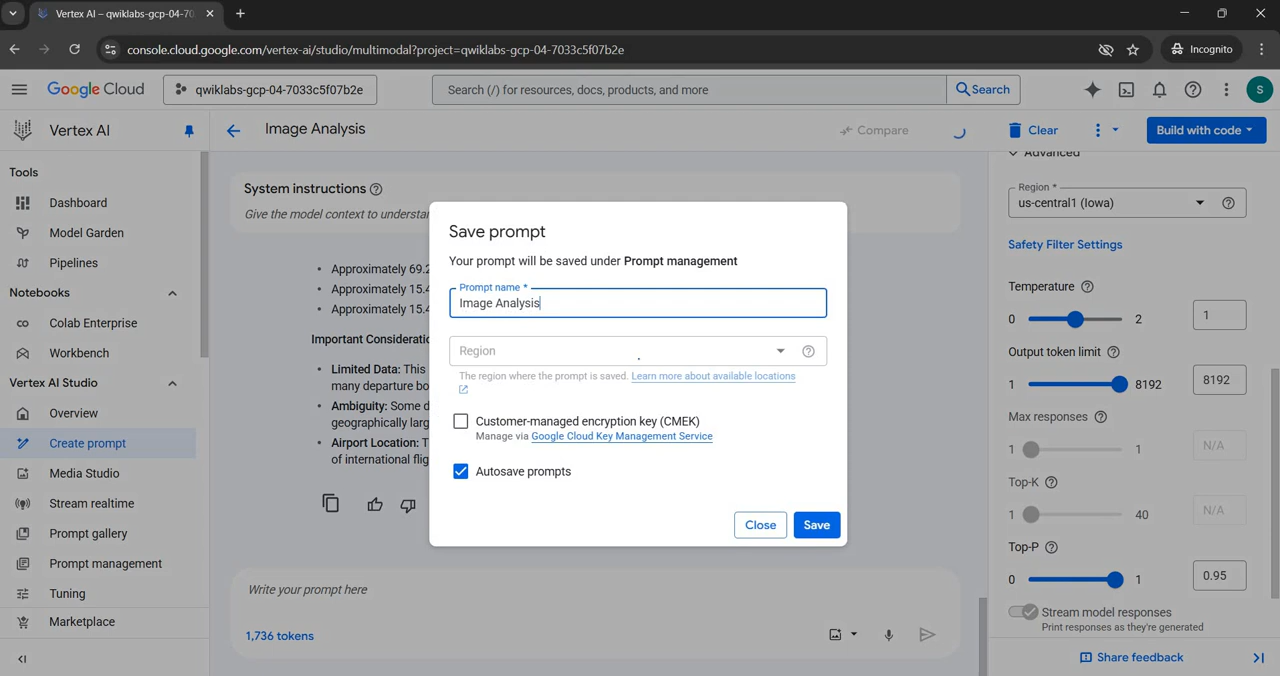 Vertex AI – qwiklabs-gcp-04-70
console.cloud.google.com/vertex-ai/studio/multimodal?project=qwiklabs-gcp-04-7033c5f07b2e
Incognito
Google Cloud
qwiklabs-gcp-04-7033c5f07b2e
Search (/) for resources, docs, products, and more
Search
S
Vertex AI
Image Analysis
Compare
Clear
Build with code
Tools
Dashboard
Model Garden
Pipelines
Notebooks
Colab Enterprise
Workbench
Vertex AI Studio
Overview
Create prompt
Media Studio
Stream realtime
Prompt gallery
Prompt management
Tuning
Marketplace
System instructions
Give the model context to understan
Approximately 69.2
Approximately 15.4
Approximately 15.4
Important Consideratio
Limited Data: This
many departure bo
Ambiguity: Some d
geographically larg
Airport Location: T
of international flig
Write your prompt here
1,736 tokens
Save prompt
Your prompt will be saved under Prompt management
Prompt name *
Image Analysis
Region
The region where the prompt is saved. Learn more about available locations
Customer-managed encryption key (CMEK)
Manage via Google Cloud Key Management Service
Autosave prompts
Close
Save
Advanced
Region *
us-central1 (Iowa)
Safety Filter Settings
Temperature
0 2 1
Output token limit
1 8192 8192
Max responses
1 1 N/A
Top-K
1 40 N/A
Top-P
0 1 0.95
Stream model responses
Print responses as they're generated
Share feedback